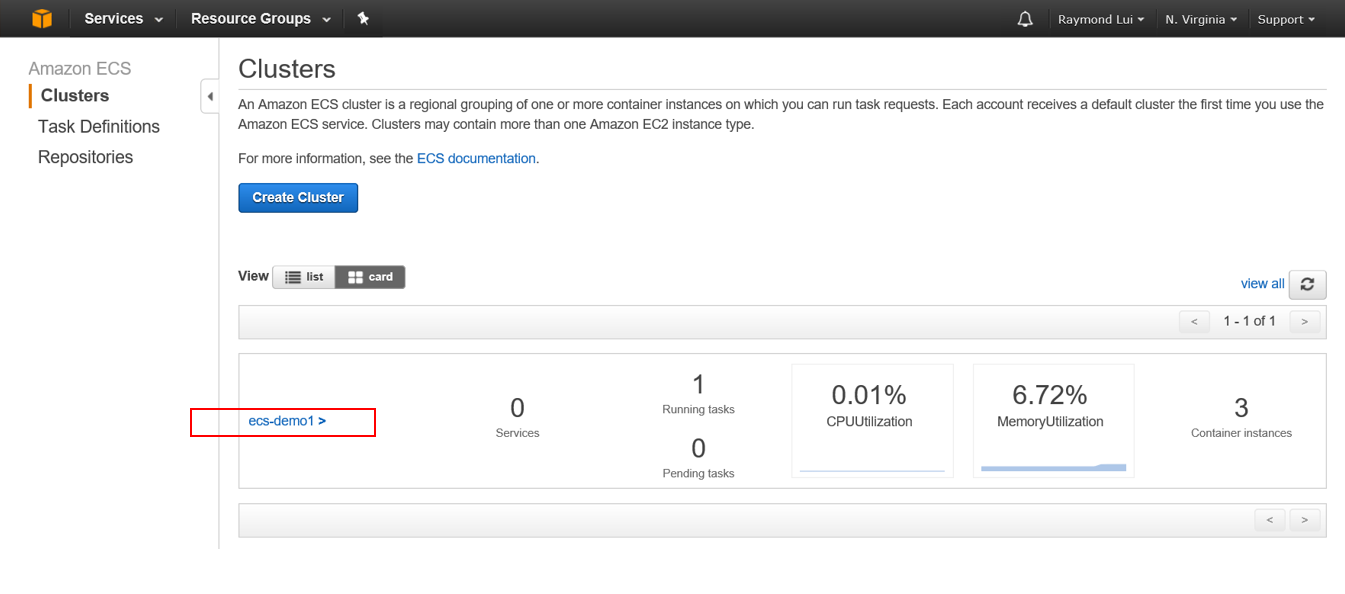 Services Resource Groups Raymond Lui N. Virginia Support
Amazon ECS
Clusters
Task Definitions
Repositories
Clusters
An Amazon ECS cluster is a regional grouping of one or more container instances on which you can run task requests. Each account receives a default cluster the first time you use the
Amazon ECS service. Clusters may contain more than one Amazon EC2 instance type.
For more information, see the ECS documentation.
Create Cluster
View list card
view all
< 1 - 1 of 1 >
ecs-demo1 >
0
Services
1
Running tasks
0
Pending tasks
0.01%
CPUUtilization
6.72%
MemoryUtilization
3
Container instances
< >